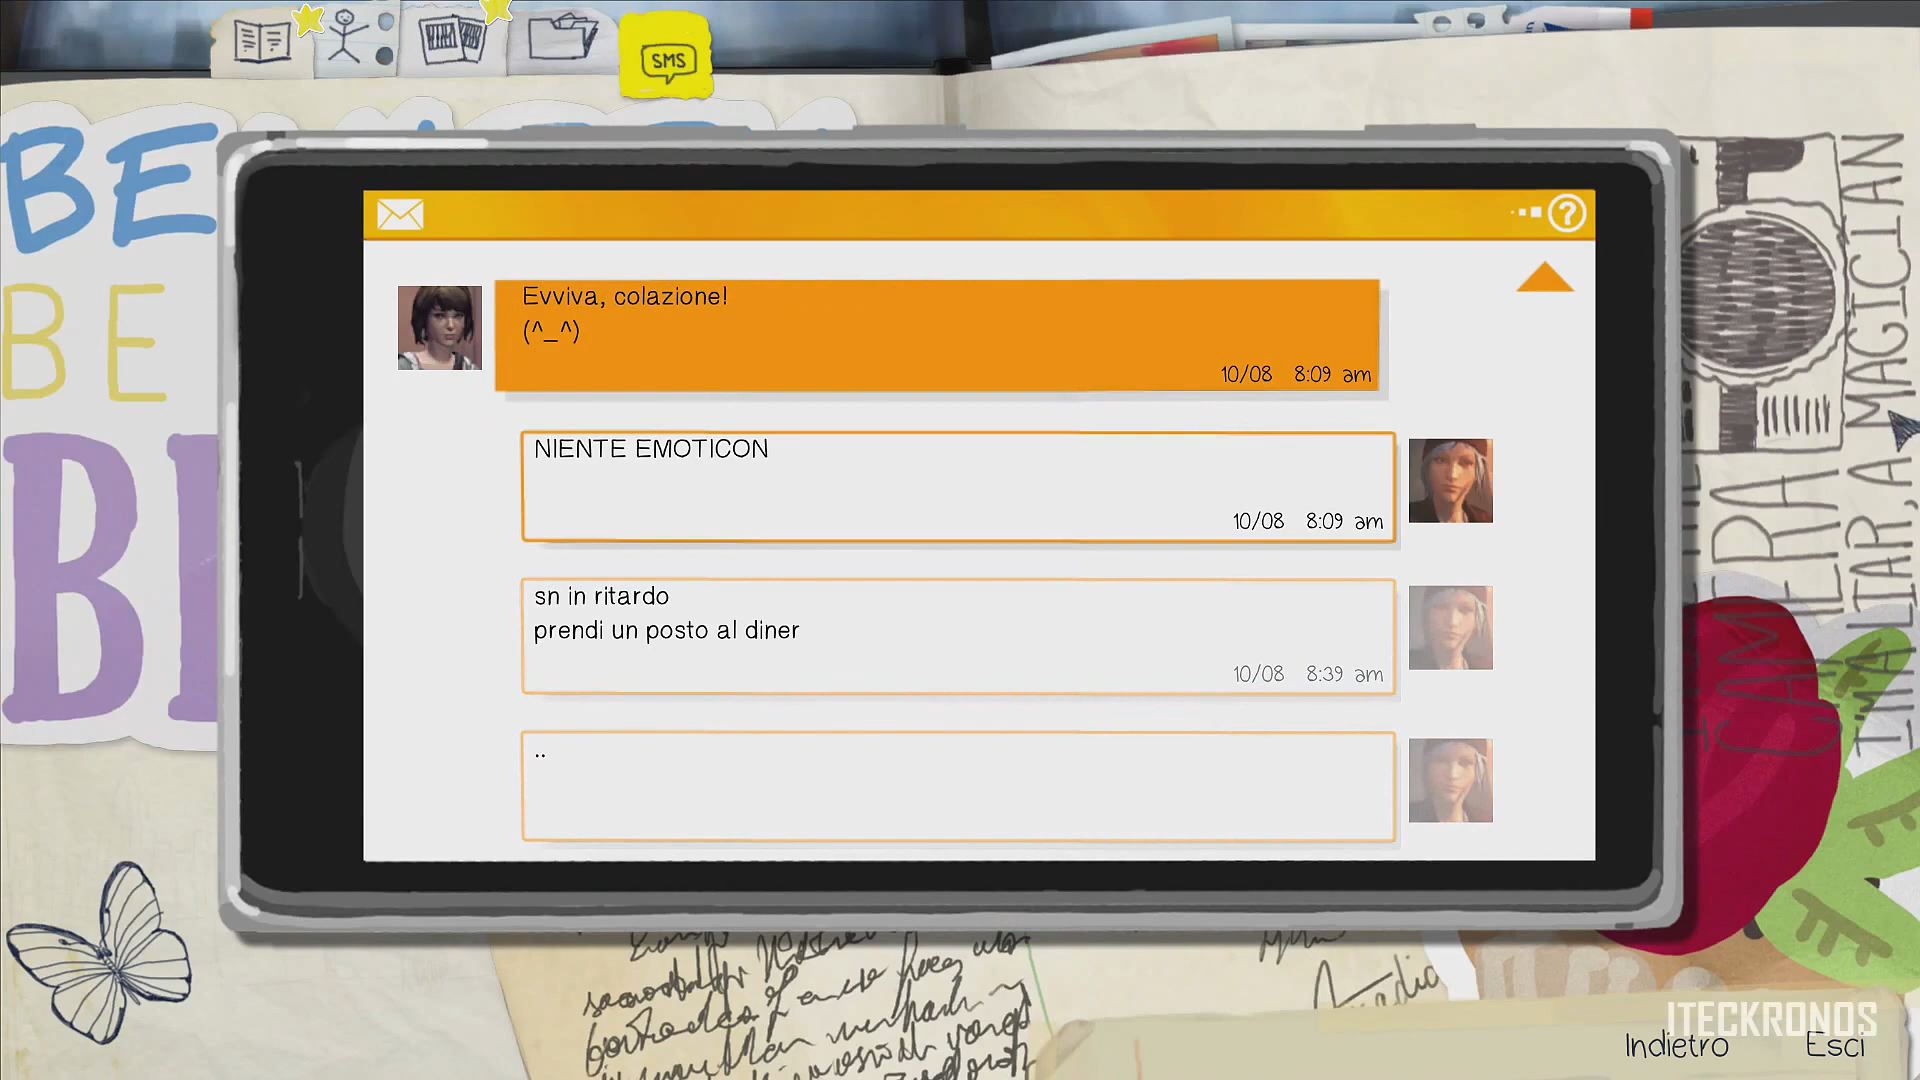 SMS
BE
BE
Evviva, colazione!
(^_^)
10/08 8:09 am
NIENTE EMOTICON
10/08 8:09 am
sn in ritardo
prendi un posto al diner
10/08 8:39 am
..
?
CAMERA
LIAR, A MAGICIAN
ITECKRONOS
Indietro
Esci